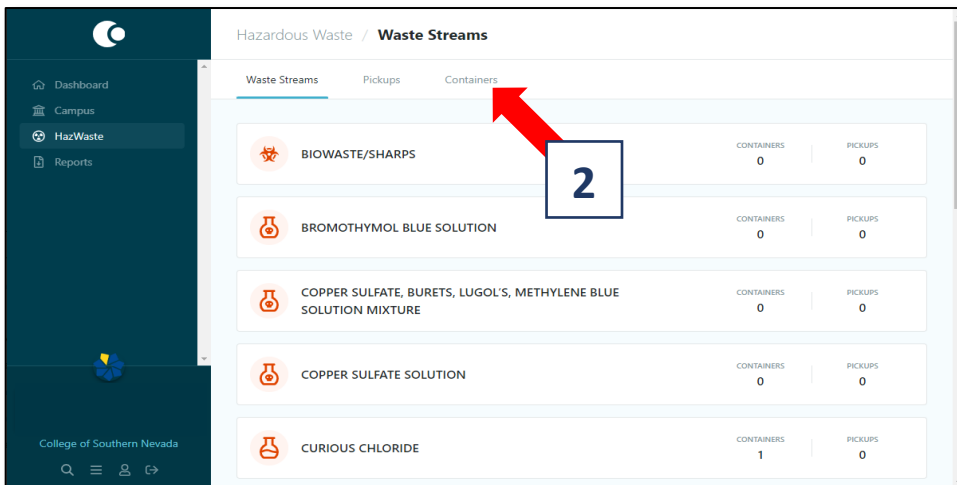 Hazardous Waste / Waste Streams
Dashboard
Campus
HazWaste
Reports
College of Southern Nevada
Waste Streams Pickups Containers
2
BIOWASTE/SHARPS CONTAINERS 0 PICKUPS 0
BROMOTHYMOL BLUE SOLUTION CONTAINERS 0 PICKUPS 0
COPPER SULFATE, BURETS, LUGOL'S, METHYLENE BLUE
SOLUTION MIXTURE CONTAINERS 0 PICKUPS 0
COPPER SULFATE SOLUTION CONTAINERS 0 PICKUPS 0
CURIOUS CHLORIDE CONTAINERS 1 PICKUPS 0